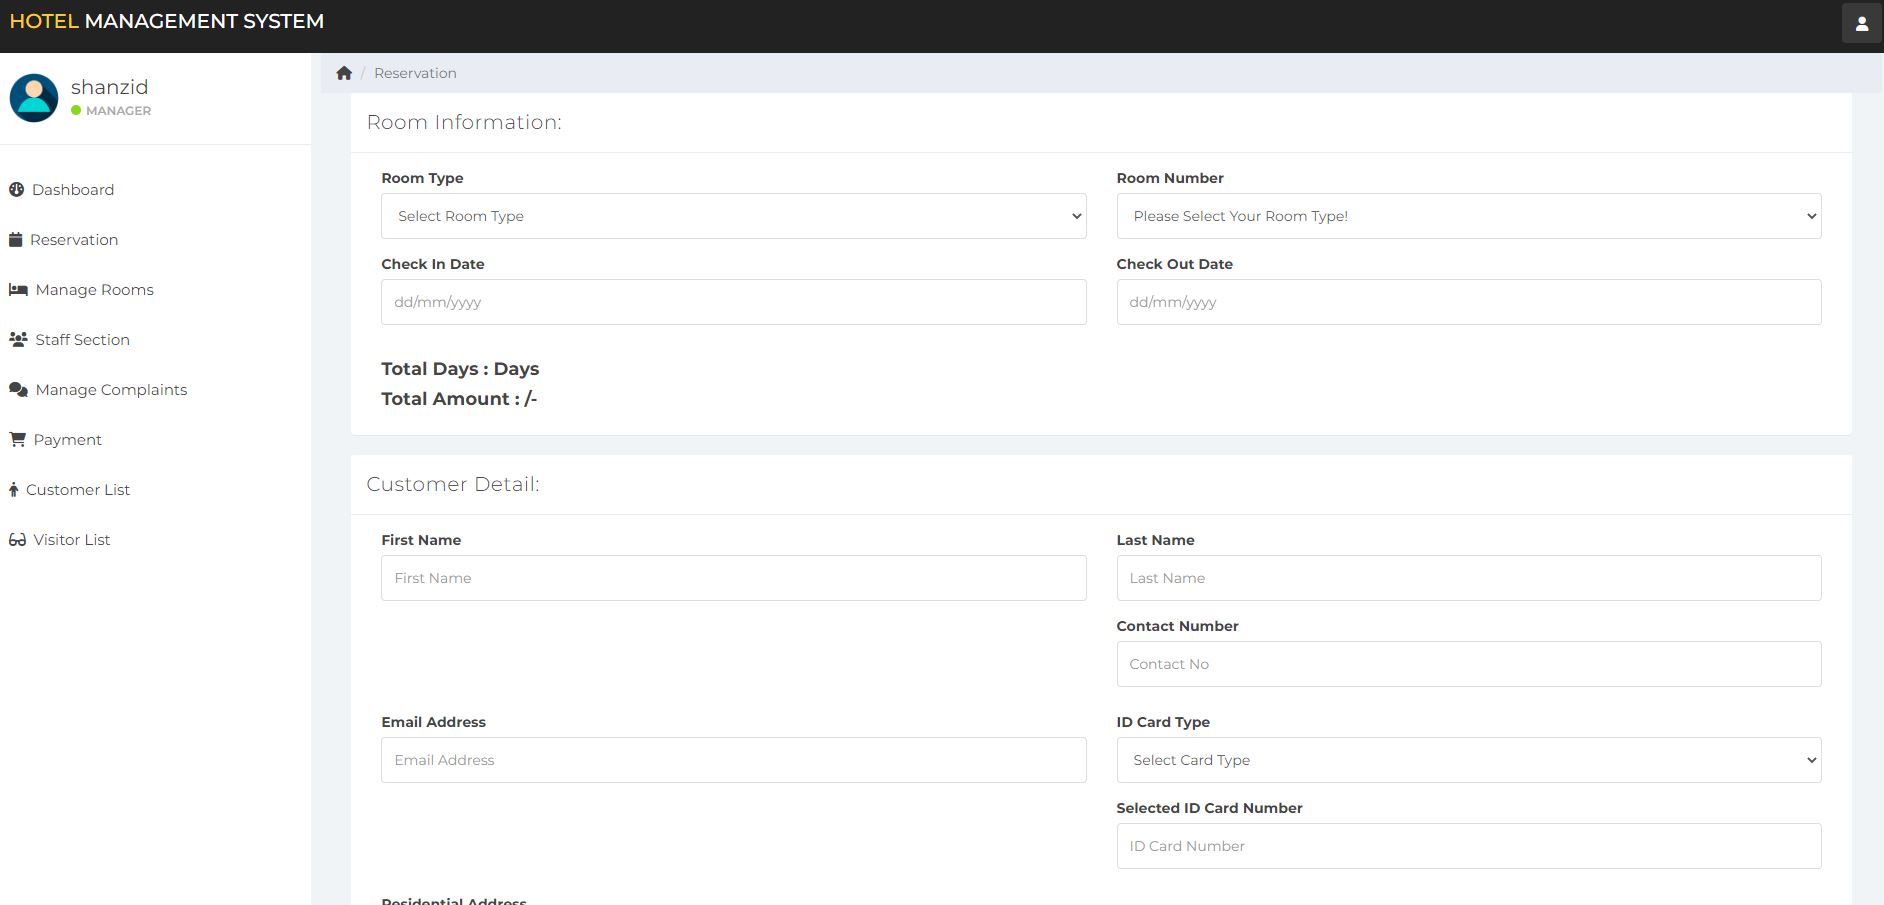 HOTEL MANAGEMENT SYSTEM
shanzid
MANAGER
Dashboard
Reservation
Manage Rooms
Staff Section
Manage Complaints
Payment
Customer List
Visitor List
/ Reservation
Room Information:
Room Type
Room Number
Select Room Type
Please Select Your Room Type!
Check In Date
Check Out Date
dd/mm/yyyy
dd/mm/yyyy
Total Days : Days
Total Amount : /-
Customer Detail:
First Name
Last Name
First Name
Last Name
Contact Number
Contact No
Email Address
ID Card Type
Email Address
Select Card Type
Selected ID Card Number
ID Card Number
Residential Address